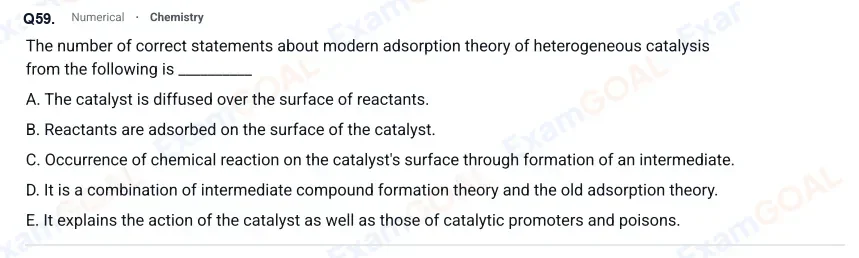 Q59. Numerical · Chemistry
The number of correct statements about modern adsorption theory of heterogeneous catalysis
from the following is __________
A. The catalyst is diffused over the surface of reactants.
B. Reactants are adsorbed on the surface of the catalyst.
C. Occurrence of chemical reaction on the catalyst's surface through formation of an intermediate.
D. It is a combination of intermediate compound formation theory and the old adsorption theory.
E. It explains the action of the catalyst as well as those of catalytic promoters and poisons.